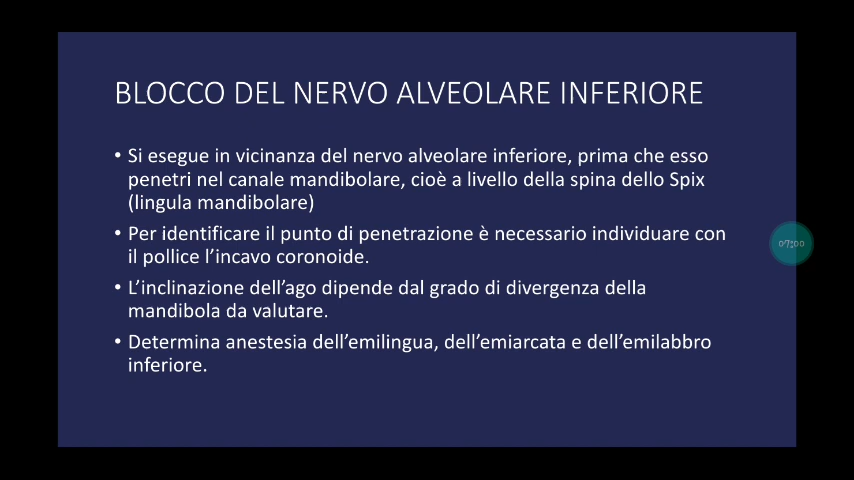 BLOCCO DEL NERVO ALVEOLARE INFERIORE
• Si esegue in vicinanza del nervo alveolare inferiore, prima che esso
penetri nel canale mandibolare, cioè a livello della spina dello Spix
(lingula mandibolare)
• Per identificare il punto di penetrazione è necessario individuare con
il pollice l’incavo coronoide.
• L’inclinazione dell’ago dipende dal grado di divergenza della
mandibola da valutare.
• Determina anestesia dell’emilingua, dell’emiarcata e dell’emilabbro
inferiore.
07:00